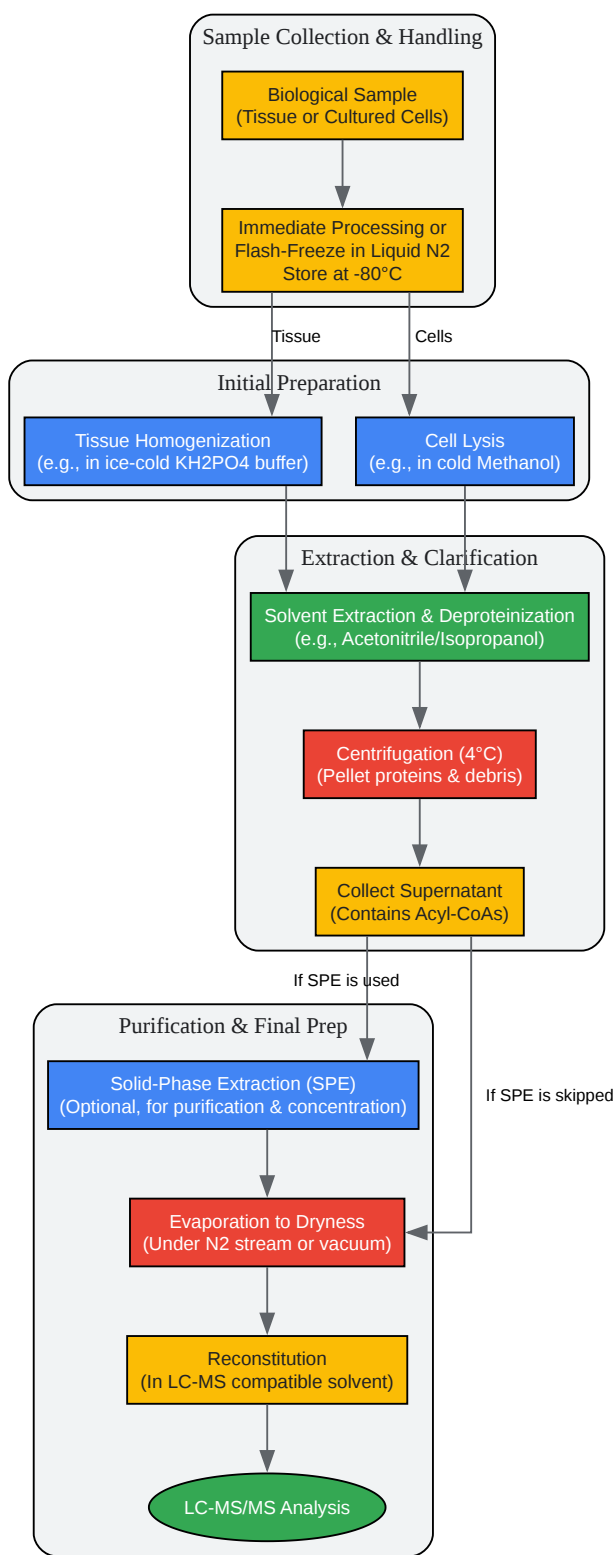 Sample Collection & Handling
Biological Sample
(Tissue or Cultured Cells)
Immediate Processing or
Flash-Freeze in Liquid N2
Store at -80°C
Tissue
Cells
Initial Preparation
Tissue Homogenization
(e.g., in ice-cold KH2PO4 buffer)
Cell Lysis
(e.g., in cold Methanol)
Extraction & Clarification
Solvent Extraction & Deproteinization
(e.g., Acetonitrile/Isopropanol)
Centrifugation (4°C)
(Pellet proteins & debris)
Collect Supernatant
(Contains Acyl-CoAs)
If SPE is used
Purification & Final Prep
Solid-Phase Extraction (SPE)
(Optional, for purification & concentration)
If SPE is skipped
Evaporation to Dryness
(Under N2 stream or vacuum)
Reconstitution
(In LC-MS compatible solvent)
LC-MS/MS Analysis